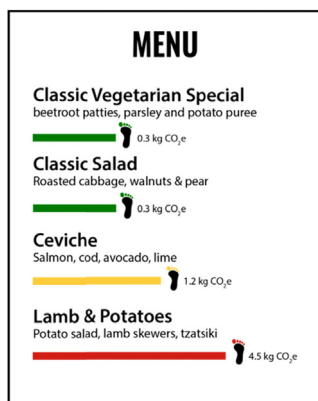 MENU
Classic Vegetarian Special
beetroot patties, parsley and potato puree
0.3 kg CO₂e
Classic Salad
Roasted cabbage, walnuts & pear
0.3 kg CO₂e
Ceviche
Salmon, cod, avocado, lime
1.2 kg CO₂e
Lamb & Potatoes
Potato salad, lamb skewers, tzatsiki
4.5 kg CO₂e